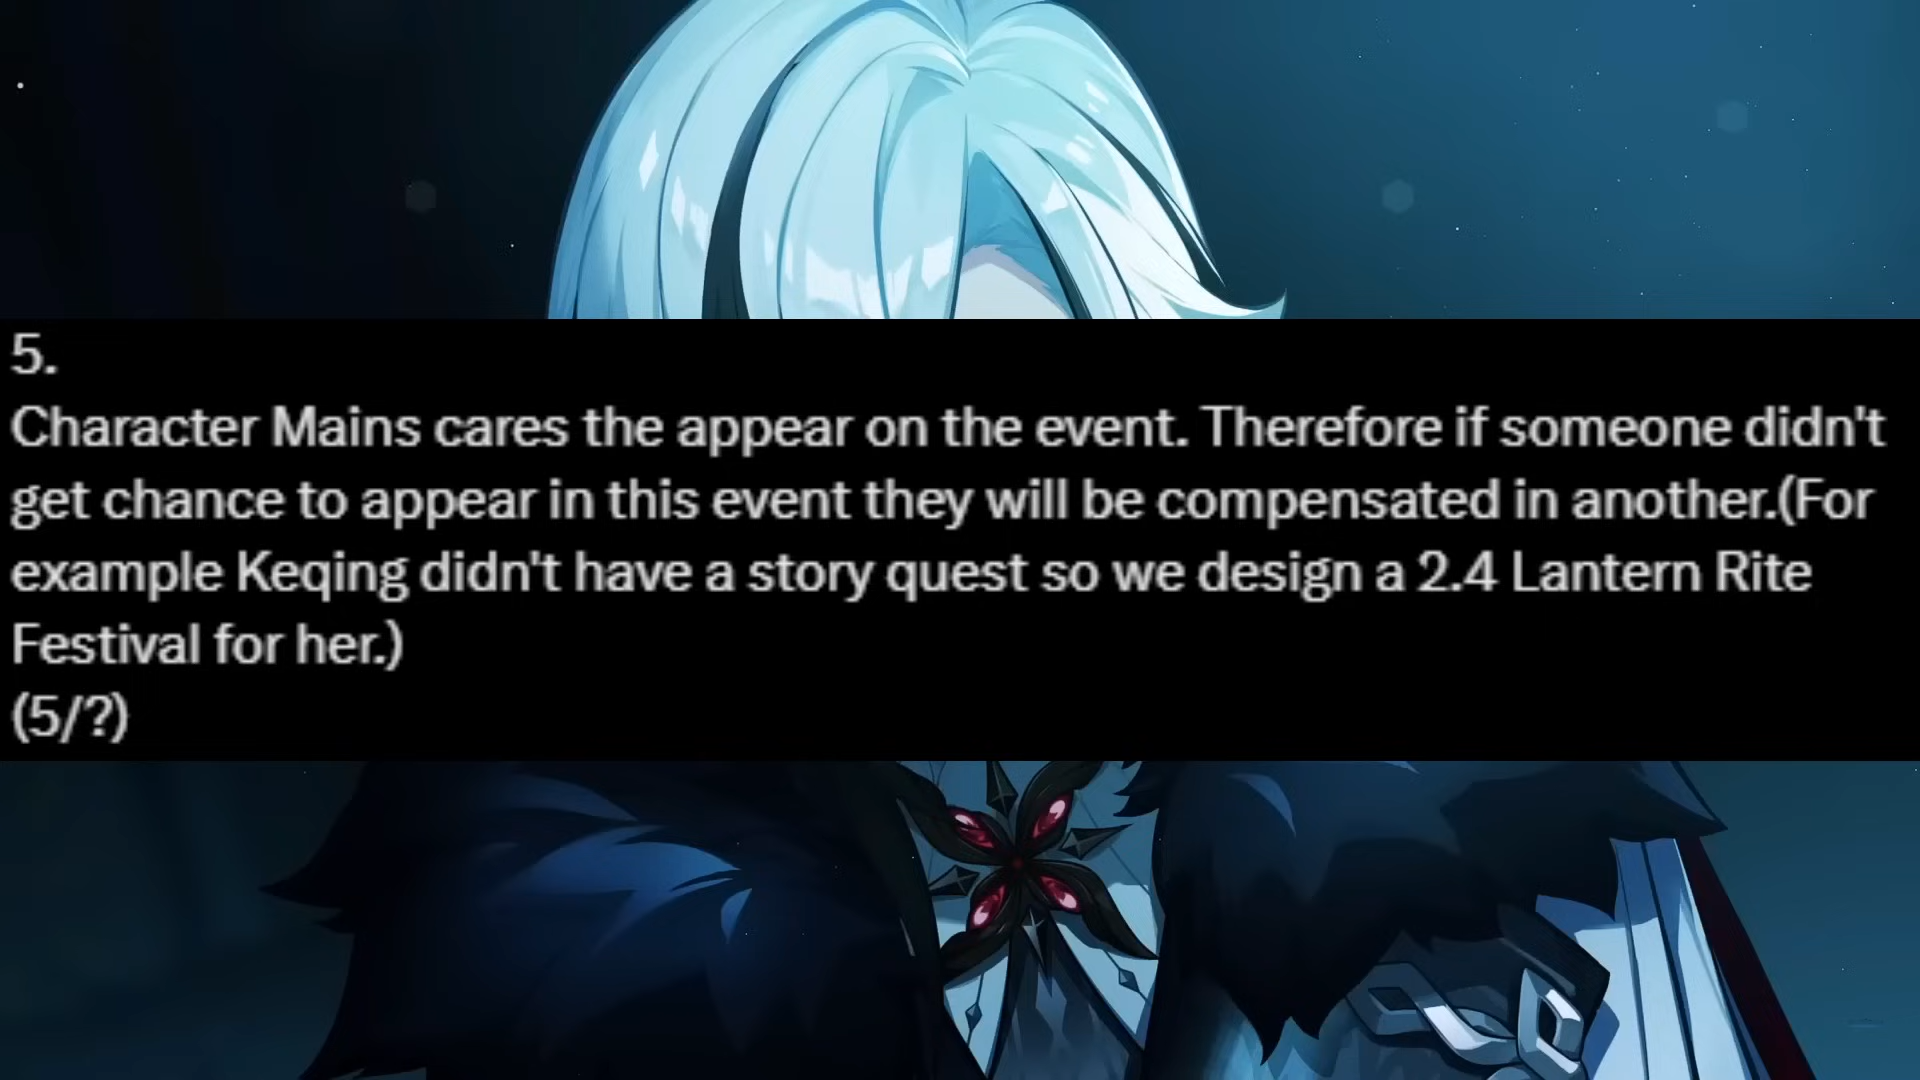 5.
Character Mains cares the appear on the event. Therefore if someone didn't
get chance to appear in this event they will be compensated in another.(For
example Keqing didn't have a story quest so we design a 2.4 Lantern Rite
Festival for her.)
(5/?)